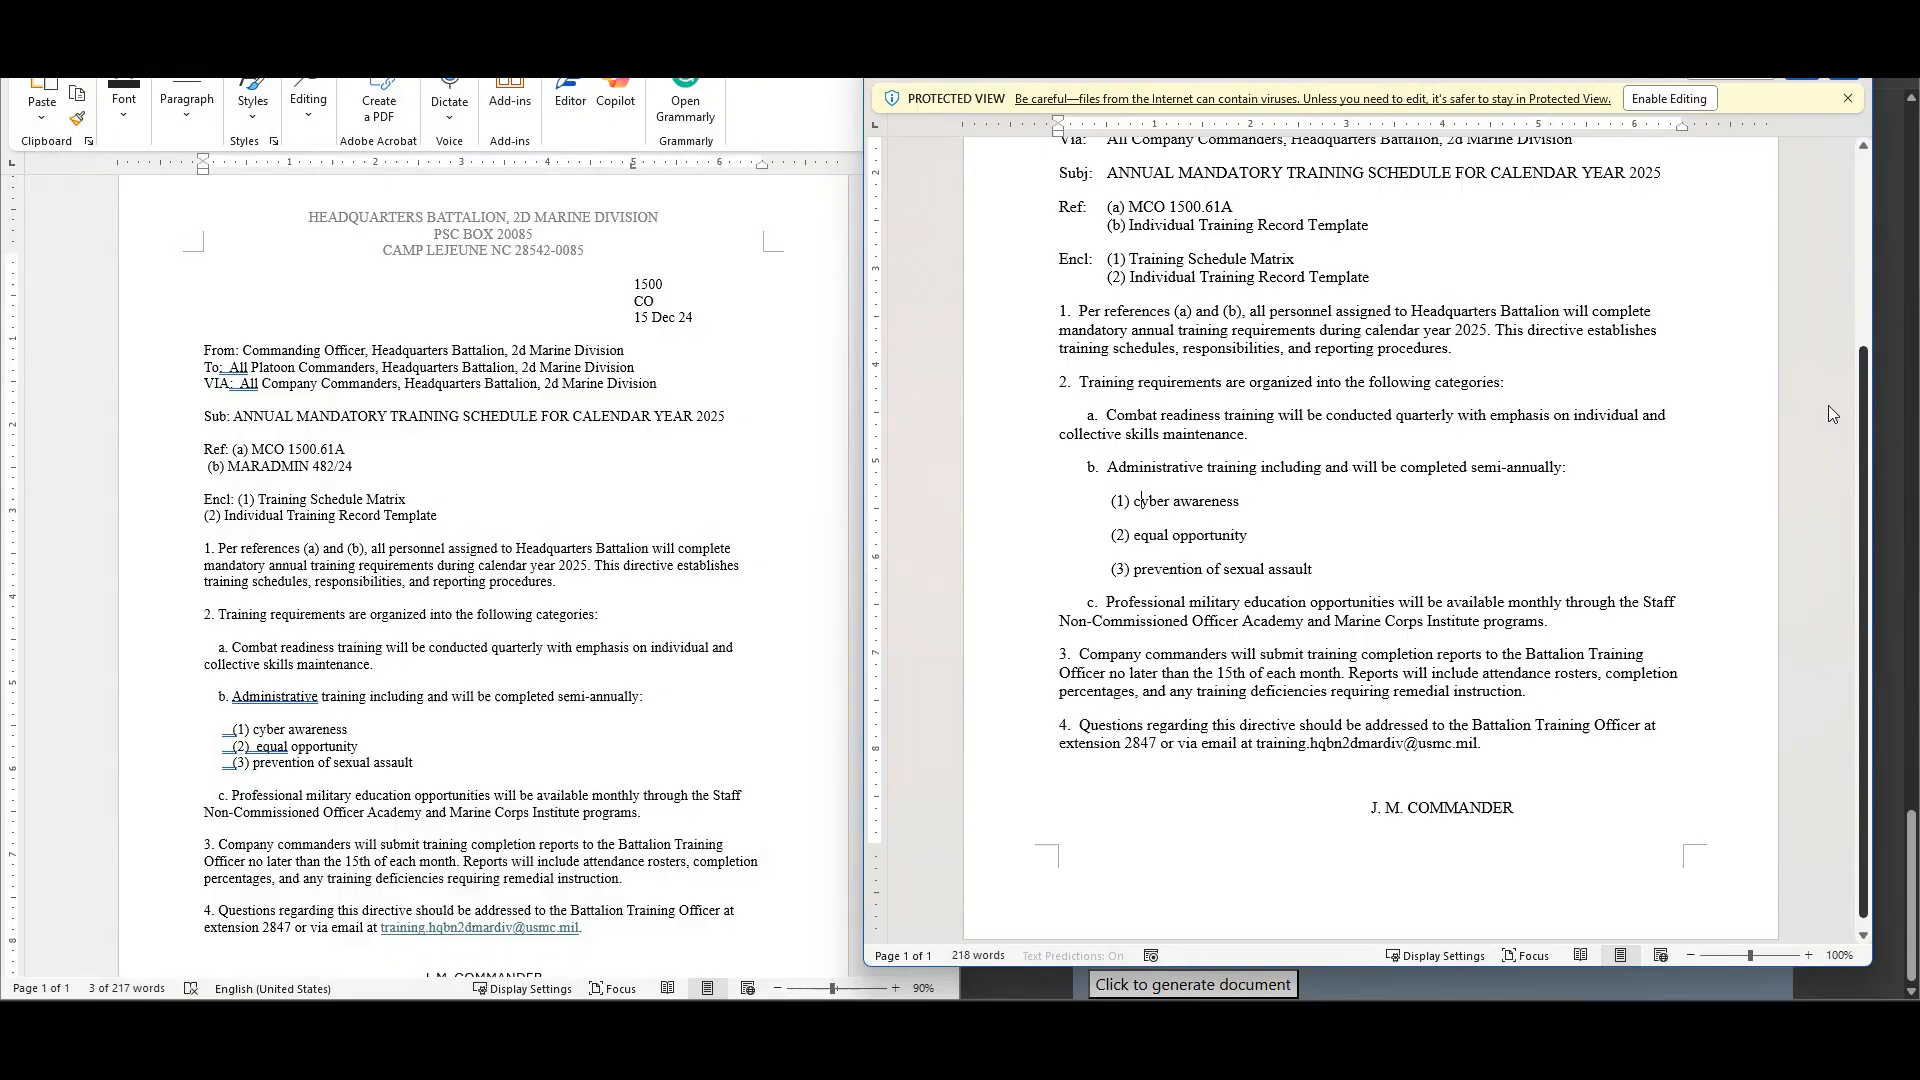 Paste
Clipboard
Font
Paragraph
Styles
Styles
Editing
Create
a PDF
Adobe Acrobat
Dictate
Voice
Add-ins
Add-ins
Editor
Copilot
Open
Grammarly
Grammarly
1 2 3 4 5 6
HEADQUARTERS BATTALION, 2D MARINE DIVISION
PSC BOX 20085
CAMP LEJEUNE NC 28542-0085
1500
CO
15 Dec 24
From: Commanding Officer, Headquarters Battalion, 2d Marine Division
To: All Platoon Commanders, Headquarters Battalion, 2d Marine Division
VIA: All Company Commanders, Headquarters Battalion, 2d Marine Division
Sub: ANNUAL MANDATORY TRAINING SCHEDULE FOR CALENDAR YEAR 2025
Ref: (a) MCO 1500.61A
(b) MARADMIN 482/24
Encl: (1) Training Schedule Matrix
(2) Individual Training Record Template
1. Per references (a) and (b), all personnel assigned to Headquarters Battalion will complete
mandatory annual training requirements during calendar year 2025. This directive establishes
training schedules, responsibilities, and reporting procedures.
2. Training requirements are organized into the following categories:
a. Combat readiness training will be conducted quarterly with emphasis on individual and
collective skills maintenance.
b. Administrative training including and will be completed semi-annually:
(1) cyber awareness
(2) equal opportunity
(3) prevention of sexual assault
c. Professional military education opportunities will be available monthly through the Staff
Non-Commissioned Officer Academy and Marine Corps Institute programs.
3. Company commanders will submit training completion reports to the Battalion Training
Officer no later than the 15th of each month. Reports will include attendance rosters, completion
percentages, and any training deficiencies requiring remedial instruction.
4. Questions regarding this directive should be addressed to the Battalion Training Officer at
extension 2847 or via email at training.hqbn2dmardiv@usmc.mil.
J. M. COMMANDER
Page 1 of 1 3 of 217 words English (United States) Display Settings Focus 90%
PROTECTED VIEW Be careful—files from the Internet can contain viruses. Unless you need to edit, it's safer to stay in Protected View. Enable Editing
1 2 3 4 5 6
Via: All Company Commanders, Headquarters Battalion, 2d Marine Division
Subj: ANNUAL MANDATORY TRAINING SCHEDULE FOR CALENDAR YEAR 2025
Ref: (a) MCO 1500.61A
(b) Individual Training Record Template
Encl: (1) Training Schedule Matrix
(2) Individual Training Record Template
1. Per references (a) and (b), all personnel assigned to Headquarters Battalion will complete
mandatory annual training requirements during calendar year 2025. This directive establishes
training schedules, responsibilities, and reporting procedures.
2. Training requirements are organized into the following categories:
a. Combat readiness training will be conducted quarterly with emphasis on individual and
collective skills maintenance.
b. Administrative training including and will be completed semi-annually:
(1) cyber awareness
(2) equal opportunity
(3) prevention of sexual assault
c. Professional military education opportunities will be available monthly through the Staff
Non-Commissioned Officer Academy and Marine Corps Institute programs.
3. Company commanders will submit training completion reports to the Battalion Training
Officer no later than the 15th of each month. Reports will include attendance rosters, completion
percentages, and any training deficiencies requiring remedial instruction.
4. Questions regarding this directive should be addressed to the Battalion Training Officer at
extension 2847 or via email at training.hqbn2dmardiv@usmc.mil.
J. M. COMMANDER
Page 1 of 1 218 words Text Predictions: On Display Settings Focus 100%
Click to generate document